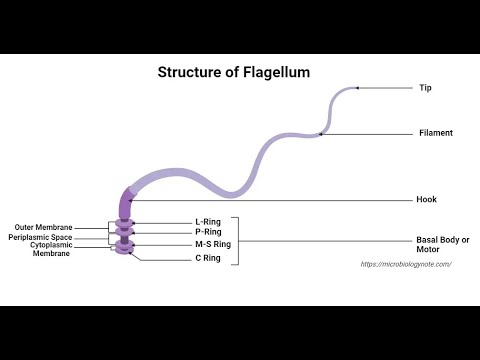 Structure of Flagellum
Tip
Filament
Hook
L-Ring
Outer Membrane
P-Ring
Periplasmic Space
M-S Ring
Basal Body or
Motor
Cytoplasmic
Membrane
C Ring
https://microbiologynote.com/